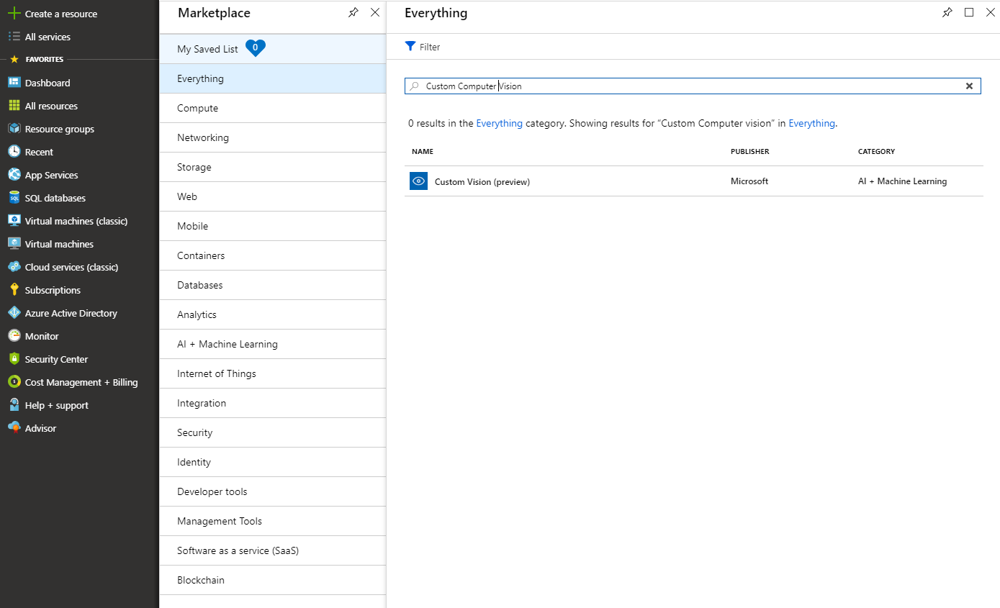 Create a resource
All services
FAVORITES
Dashboard
All resources
Resource groups
Recent
App Services
SQL databases
Virtual machines (classic)
Virtual machines
Cloud services (classic)
Subscriptions
Azure Active Directory
Monitor
Security Center
Cost Management + Billing
Help + support
Advisor
Marketplace
My Saved List 0
Everything
Compute
Networking
Storage
Web
Mobile
Containers
Databases
Analytics
AI + Machine Learning
Internet of Things
Integration
Security
Identity
Developer tools
Management Tools
Software as a service (SaaS)
Blockchain
Everything
Filter
Custom Computer Vision
0 results in the Everything category. Showing results for “Custom Computer vision” in Everything.
NAME PUBLISHER CATEGORY
Custom Vision (preview) Microsoft AI + Machine Learning